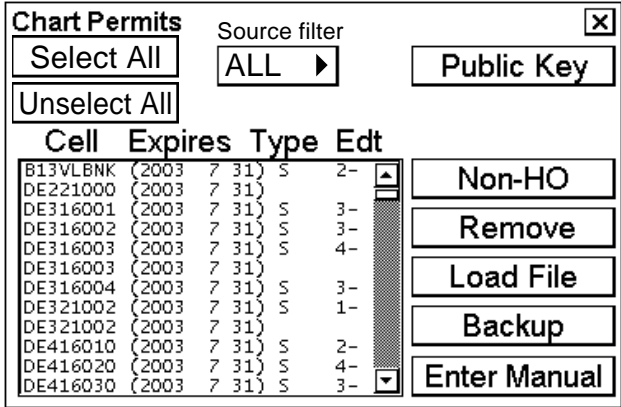 Chart Permits
Source filter
Select All
ALL
Public Key
Unselect All
Cell Expires Type Edt
B13VLBNK (2003 7 31) S 2-
DE221000 (2003 7 31)
DE316001 (2003 7 31) S 3-
DE316002 (2003 7 31) S 3-
DE316003 (2003 7 31) S 4-
DE316003 (2003 7 31)
DE316004 (2003 7 31) S 3-
DE321002 (2003 7 31) S 1-
DE321002 (2003 7 31)
DE416010 (2003 7 31) S 2-
DE416020 (2003 7 31) S 4-
DE416030 (2003 7 31) S 3-
Non-HO
Remove
Load File
Backup
Enter Manual